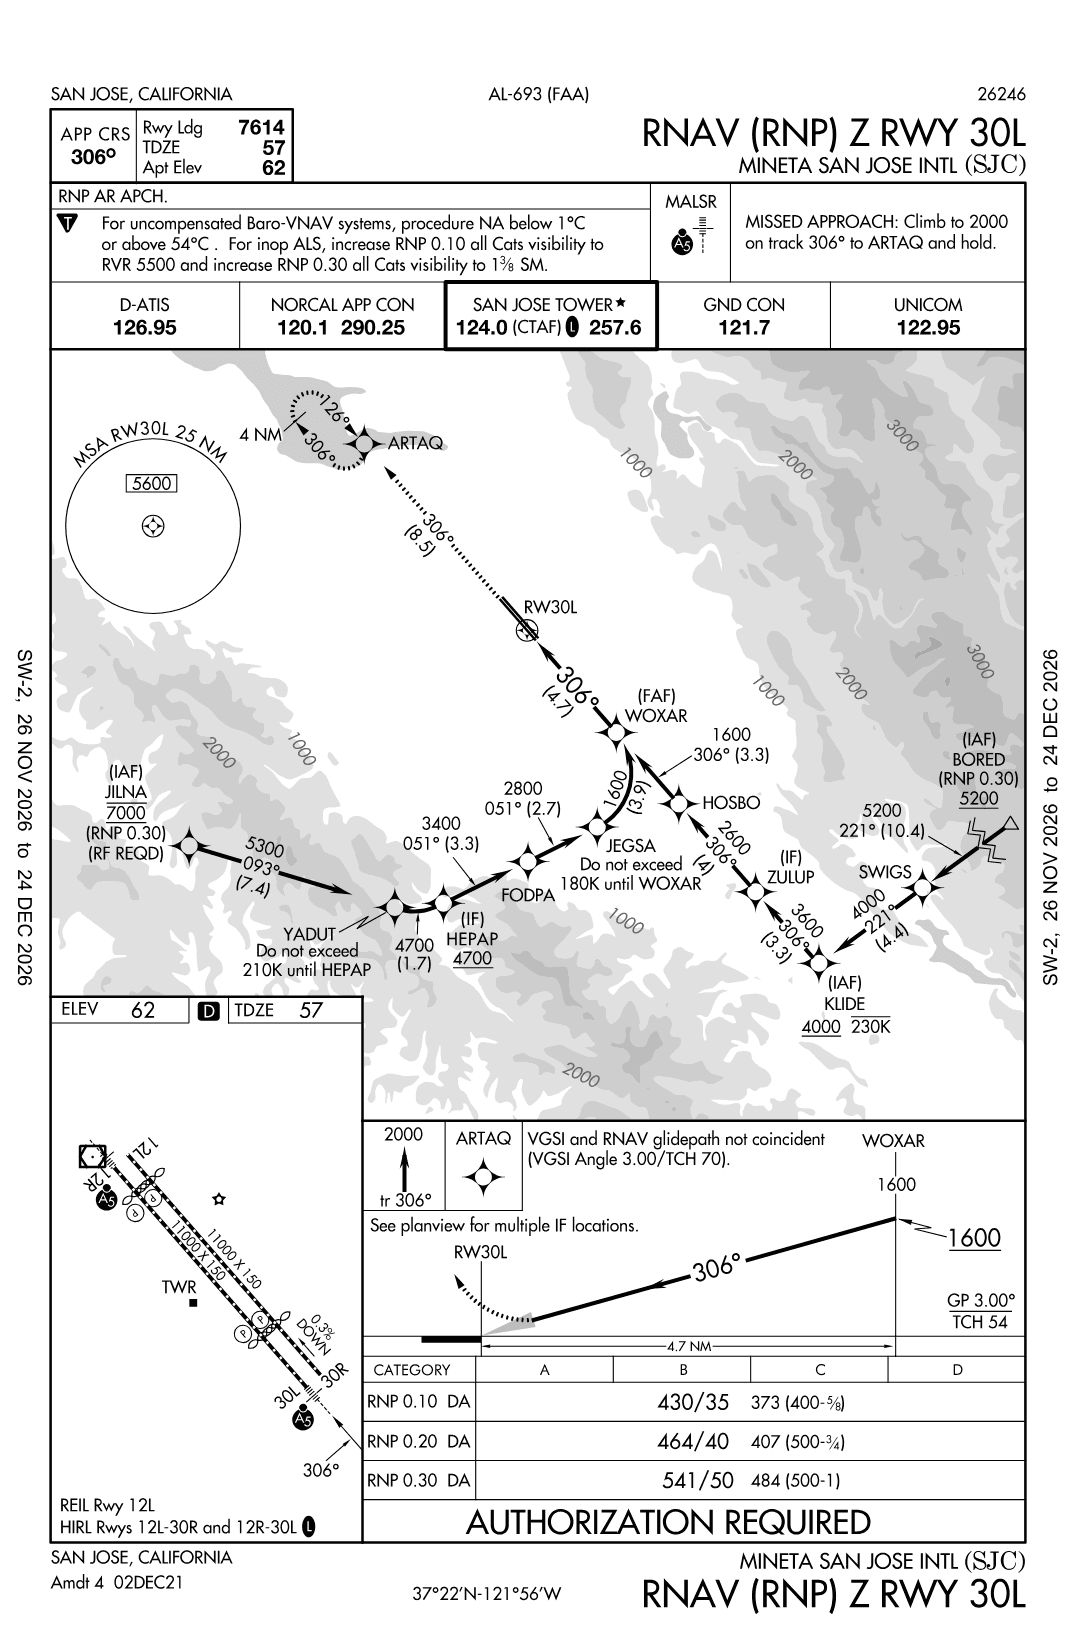 SAN JOSE, CALIFORNIA
AL-693 (FAA)
26246
APP CRS
306°
Rwy Ldg 7614
TDZE 57
Apt Elev 62
RNAV (RNP) Z RWY 30L
MINETA SAN JOSE INTL (SJC)
RNP AR APCH.
T
For uncompensated Baro-VNAV systems, procedure NA below 1°C
or above 54°C . For inop ALS, increase RNP 0.10 all Cats visibility to
RVR 5500 and increase RNP 0.30 all Cats visibility to 1⅜ SM.
MALSR
A5
MISSED APPROACH: Climb to 2000
on track 306° to ARTAQ and hold.
D-ATIS
126.95
NORCAL APP CON
120.1 290.25
SAN JOSE TOWER★
124.0 (CTAF) L 257.6
GND CON
121.7
UNICOM
122.95
MSA RW30L 25 NM
5600
4 NM
126°
306°
ARTAQ
306°
(8.5)
1000
2000
3000
RW30L
306°
(4.7)
(FAF)
WOXAR
1600
306° (3.3)
1000
2000
3000
(IAF)
BORED
(RNP 0.30)
5200
2000
1000
(IAF)
JILNA
7000
(RNP 0.30)
(RF REQD)
5300
093°
(7.4)
3400
051° (3.3)
2800
051° (2.7)
1600
(3.9)
HOSBO
5200
221° (10.4)
JEGSA
Do not exceed
180K until WOXAR
2600
306°
(4)
(IF)
ZULUP
SWIGS
4000
221°
(4.4)
FODPA
3600
306°
(3.3)
1000
YADUT
Do not exceed
210K until HEPAP
4700
(1.7)
(IF)
HEPAP
4700
(IAF)
KLIDE
4000 230K
2000
SW-2, 26 NOV 2026 to 24 DEC 2026
SW-2, 26 NOV 2026 to 24 DEC 2026
ELEV 62
D
TDZE 57
12L
12R
A5
P
P
11000 X 150
11000 X 150
TWR
P
P
0.3%
DOWN
30R
30L
A5
306°
REIL Rwy 12L
HIRL Rwys 12L-30R and 12R-30L L
2000
tr 306°
ARTAQ
VGSI and RNAV glidepath not coincident
(VGSI Angle 3.00/TCH 70).
See planview for multiple IF locations.
WOXAR
1600
1600
RW30L
306°
GP 3.00°
TCH 54
4.7 NM
CATEGORY A B C D
RNP 0.10 DA 430/35 373 (400-⅝)
RNP 0.20 DA 464/40 407 (500-¾)
RNP 0.30 DA 541/50 484 (500-1)
AUTHORIZATION REQUIRED
SAN JOSE, CALIFORNIA
Amdt 4 02DEC21
37°22'N-121°56'W
MINETA SAN JOSE INTL (SJC)
RNAV (RNP) Z RWY 30L